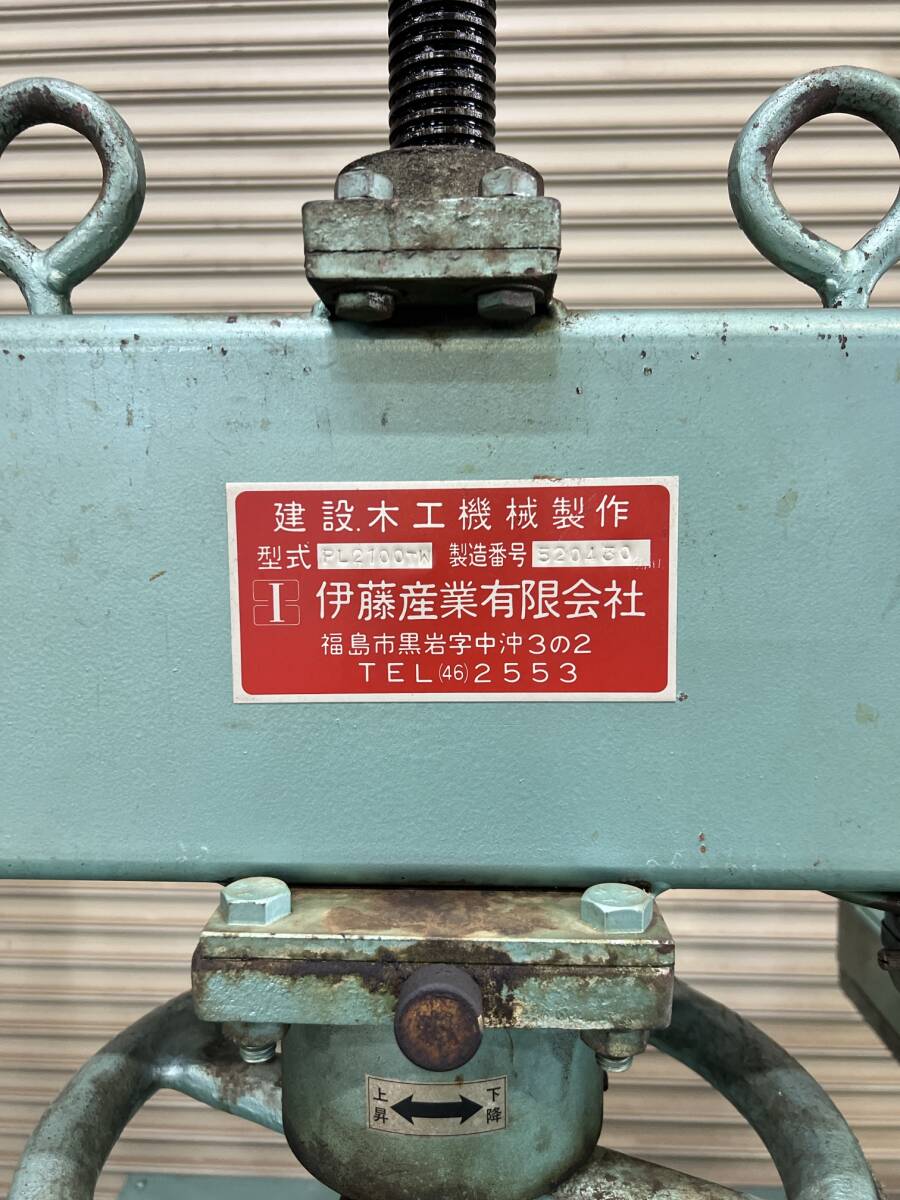 建設.木工機械製作
型式 PL2100TW 製造番号 520430
I 伊藤産業有限会社
福島市黒岩字中沖3の2
TEL(46)2553
上昇 下降